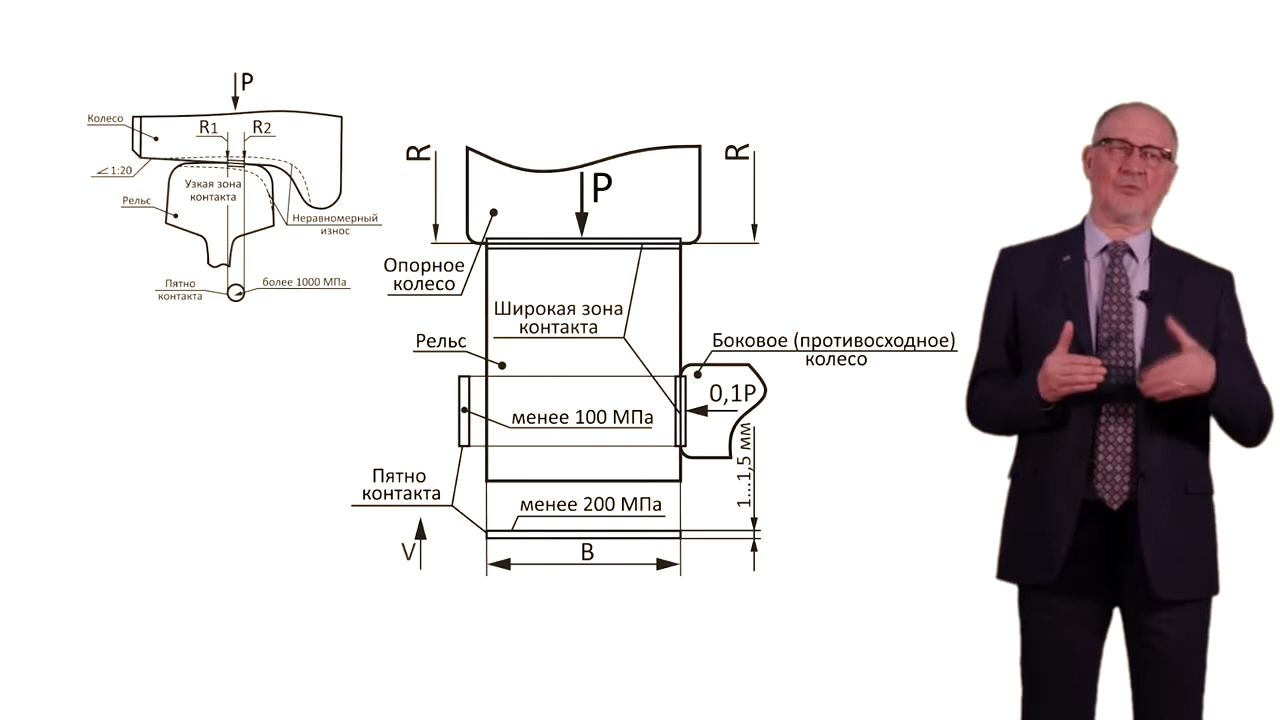 P
Колесо
R1
R2
∠1:20
Узкая зона
контакта
Рельс
Неравномерный
износ
Пятно
контакта
более 1000 МПа
R
R
P
Опорное
колесо
Широкая зона
контакта
Рельс
Боковое (противосходное)
колесо
0,1P
менее 100 МПа
1...1,5 мм
Пятно
контакта
менее 200 МПа
V
B